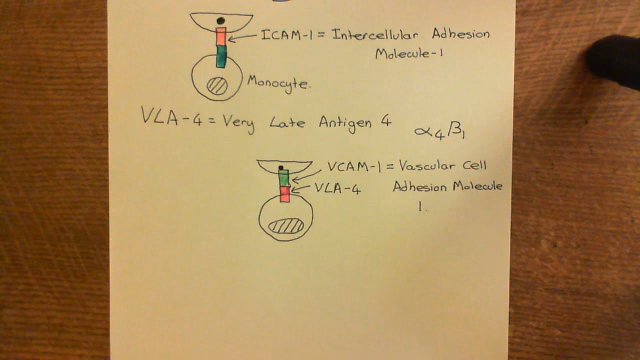 ICAM-1 = Intercellular Adhesion
Molecule-1
Monocyte.
VLA-4 = Very Late Antigen 4 α4β1
VCAM-1 = Vascular Cell
VLA-4 Adhesion Molecule
1.